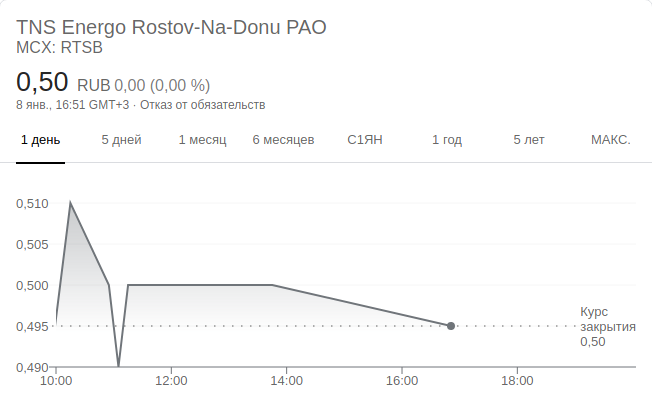 TNS Energo Rostov-Na-Donu PAO
MCX: RTSB
0,50 RUB 0,00 (0,00 %)
8 янв., 16:51 GMT+3 · Отказ от обязательств
1 день 5 дней 1 месяц 6 месяцев С1ЯН 1 год 5 лет МАКС.
0,510
0,505
0,500
0,495
0,490
Курс
закрытия
0,50
10:00 12:00 14:00 16:00 18:00